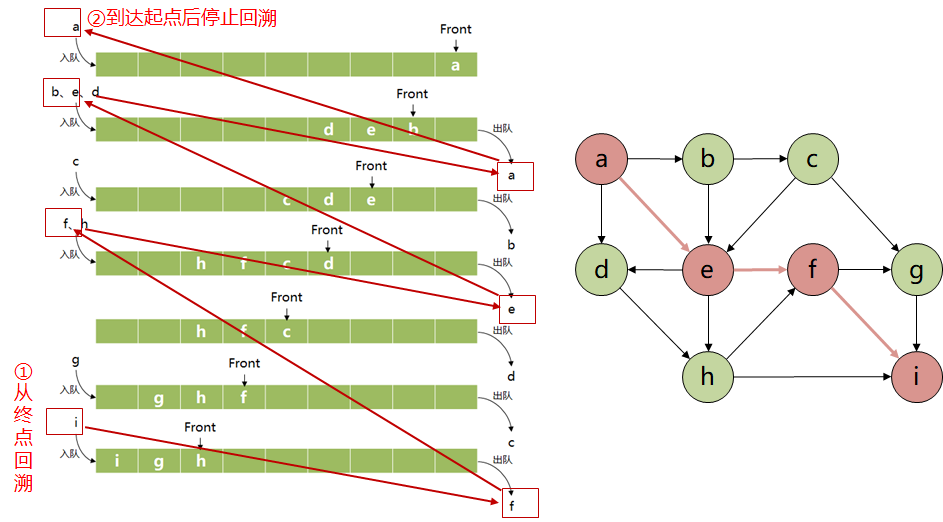 ②到达起点后停止回溯
a
入队
Front
a
b、e、d
入队
Front
d e b
出队
a
c
入队
Front
c d e
出队
b
f、h
入队
Front
h f c d
出队
e
Front
h f c
出队
d
g
入队
Front
g h f
出队
c
i
入队
Front
i g h
出队
f
①从终点回溯
a b c
d e f g
h i